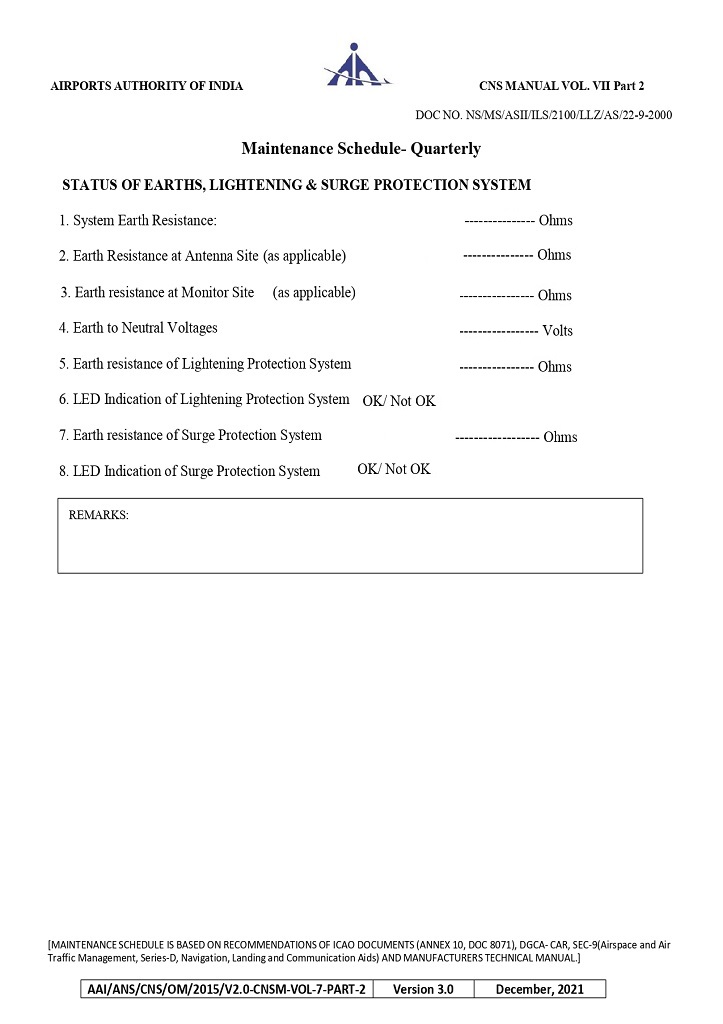 AIRPORTS AUTHORITY OF INDIA
CNS MANUAL VOL. VII Part 2
DOC NO. NS/MS/ASII/ILS/2100/LLZ/AS/22-9-2000
Maintenance Schedule- Quarterly
STATUS OF EARTHS, LIGHTENING & SURGE PROTECTION SYSTEM
1. System Earth Resistance: --------------- Ohms
2. Earth Resistance at Antenna Site (as applicable) --------------- Ohms
3. Earth resistance at Monitor Site (as applicable) ---------------- Ohms
4. Earth to Neutral Voltages ----------------- Volts
5. Earth resistance of Lightening Protection System ---------------- Ohms
6. LED Indication of Lightening Protection System OK/ Not OK
7. Earth resistance of Surge Protection System ------------------ Ohms
8. LED Indication of Surge Protection System OK/ Not OK
REMARKS:
[MAINTENANCE SCHEDULE IS BASED ON RECOMMENDATIONS OF ICAO DOCUMENTS (ANNEX 10, DOC 8071), DGCA- CAR, SEC-9(Airspace and Air
Traffic Management, Series-D, Navigation, Landing and Communication Aids) AND MANUFACTURERS TECHNICAL MANUAL.]
AAI/ANS/CNS/OM/2015/V2.0-CNSM-VOL-7-PART-2 Version 3.0 December, 2021